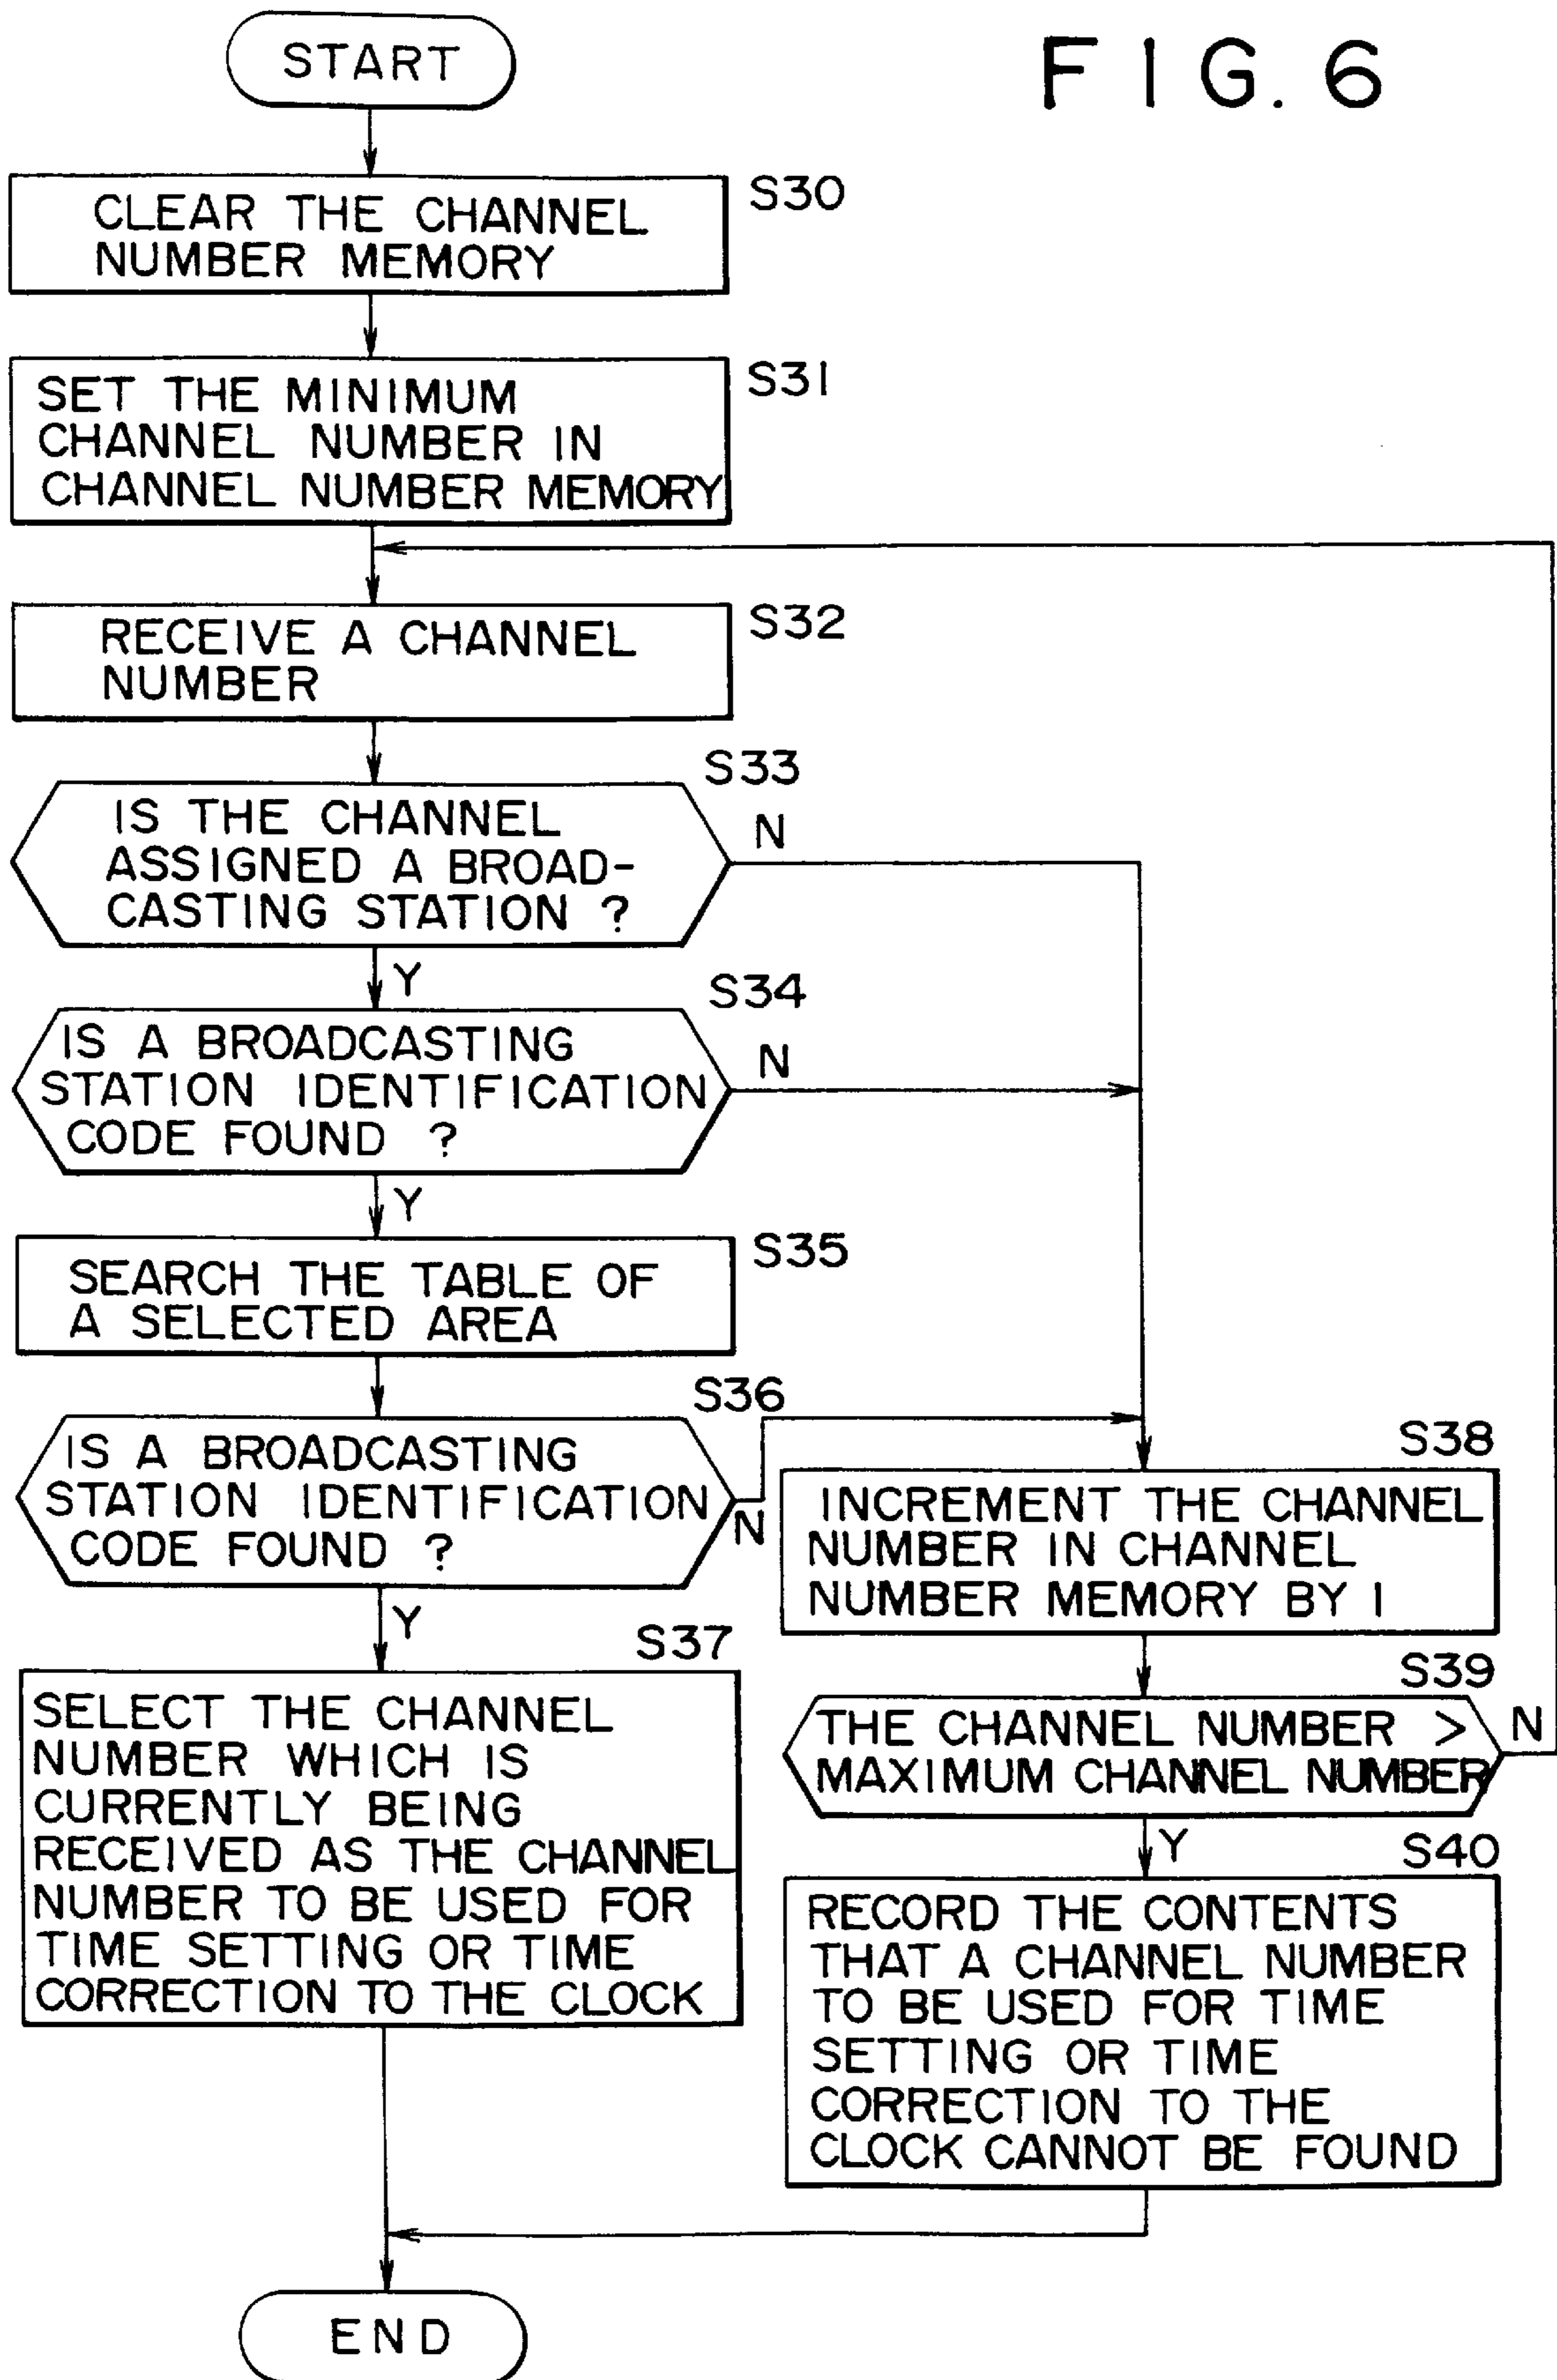 START
F I G. 6
S30
CLEAR THE CHANNEL
NUMBER MEMORY
S31
SET THE MINIMUM
CHANNEL NUMBER IN
CHANNEL NUMBER MEMORY
S32
RECEIVE A CHANNEL
NUMBER
S33
IS THE CHANNEL
ASSIGNED A BROAD-
CASTING STATION ?
N
Y
S34
IS A BROADCASTING
STATION IDENTIFICATION
CODE FOUND ?
N
Y
S35
SEARCH THE TABLE OF
A SELECTED AREA
S36
IS A BROADCASTING
STATION IDENTIFICATION
CODE FOUND ?
N
Y
S37
SELECT THE CHANNEL
NUMBER WHICH IS
CURRENTLY BEING
RECEIVED AS THE CHANNEL
NUMBER TO BE USED FOR
TIME SETTING OR TIME
CORRECTION TO THE CLOCK
S38
INCREMENT THE CHANNEL
NUMBER IN CHANNEL
NUMBER MEMORY BY 1
S39
THE CHANNEL NUMBER >
MAXIMUM CHANNEL NUMBER
N
Y
S40
RECORD THE CONTENTS
THAT A CHANNEL NUMBER
TO BE USED FOR TIME
SETTING OR TIME
CORRECTION TO THE
CLOCK CANNOT BE FOUND
END